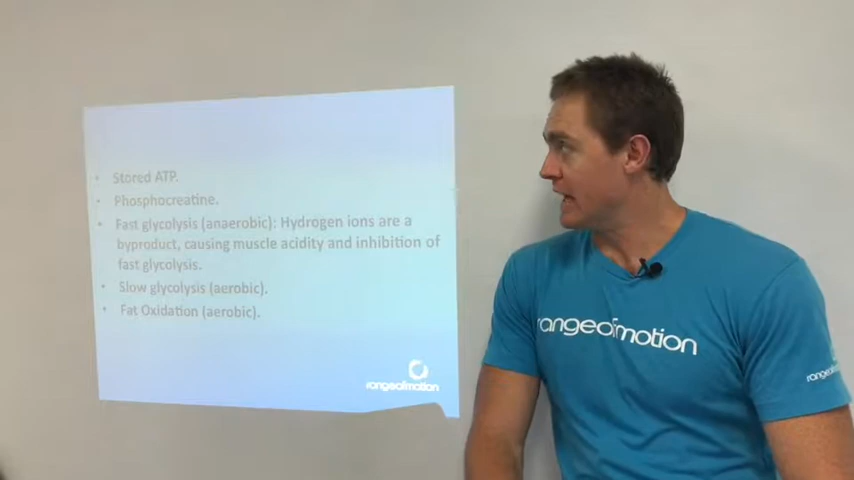 • Stored ATP.
• Phosphocreatine.
• Fast glycolysis (anaerobic): Hydrogen ions are a
byproduct, causing muscle acidity and inhibition of
fast glycolysis.
• Slow glycolysis (aerobic).
• Fat Oxidation (aerobic).
rangeofmotion
rangeofmotion
rangeofmotion